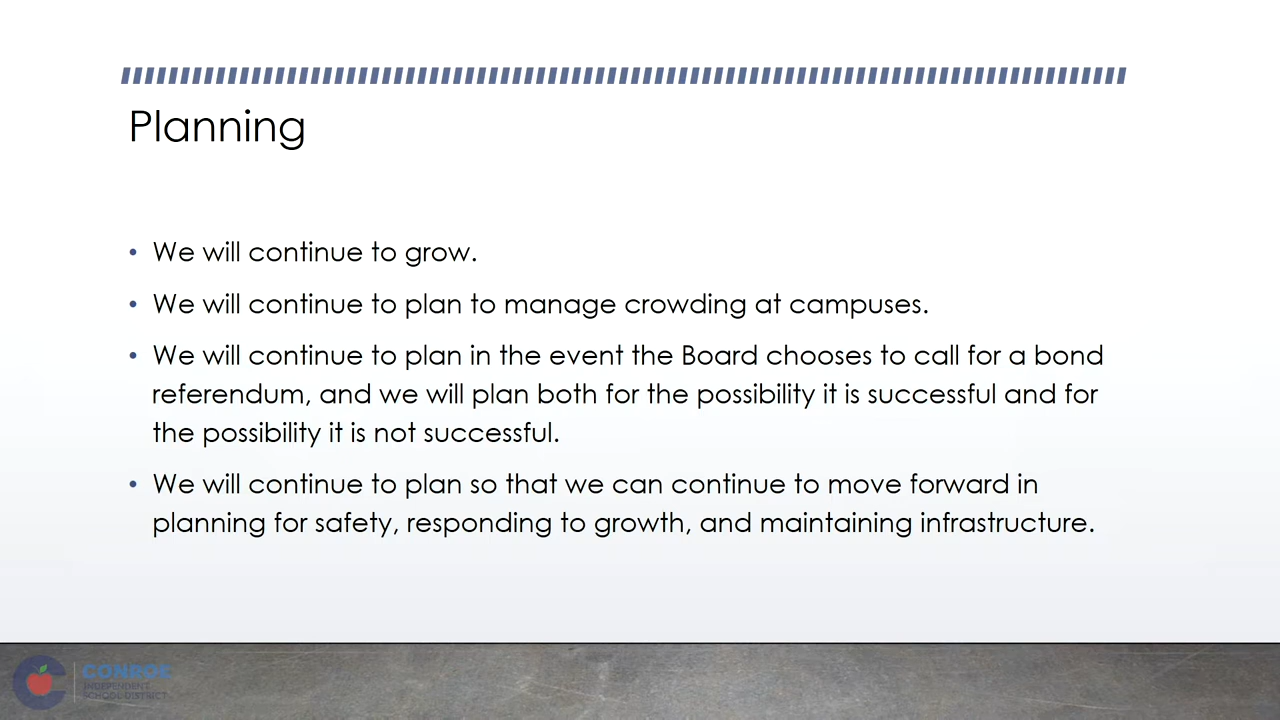 Planning
• We will continue to grow.
• We will continue to plan to manage crowding at campuses.
• We will continue to plan in the event the Board chooses to call for a bond
referendum, and we will plan both for the possibility it is successful and for
the possibility it is not successful.
• We will continue to plan so that we can continue to move forward in
planning for safety, responding to growth, and maintaining infrastructure.
CONROE
INDEPENDENT
SCHOOL DISTRICT